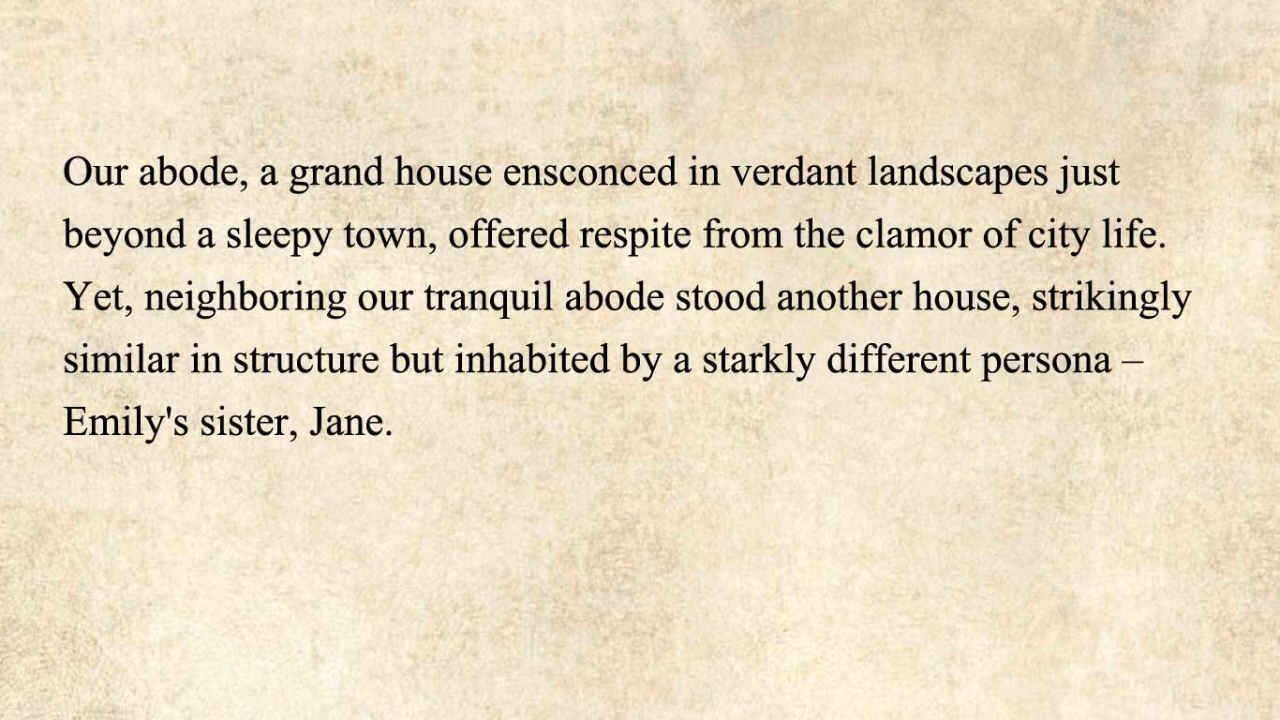 Our abode, a grand house ensconced in verdant landscapes just
beyond a sleepy town, offered respite from the clamor of city life.
Yet, neighboring our tranquil abode stood another house, strikingly
similar in structure but inhabited by a starkly different persona –
Emily's sister, Jane.